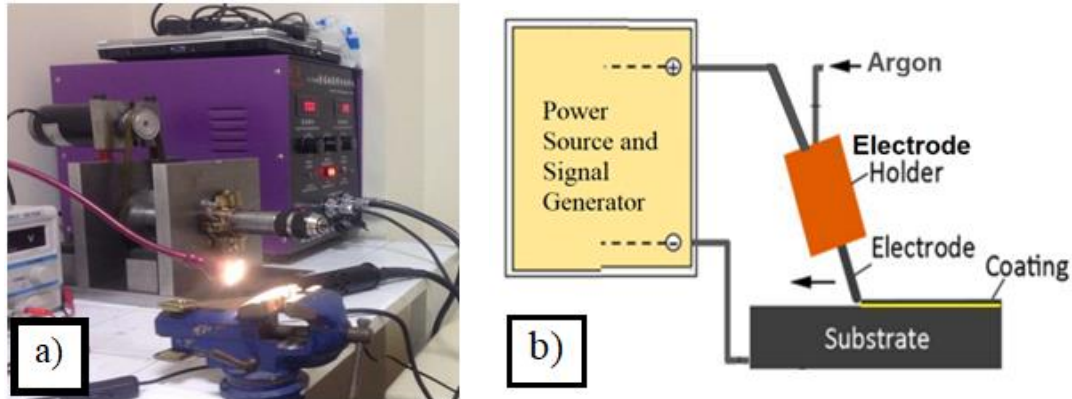 a)
Power
Source and
Signal
Generator
+
-
Argon
Electrode
Holder
Electrode
Coating
Substrate
b)